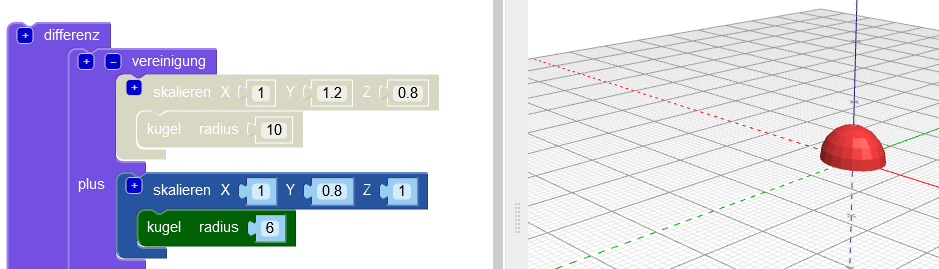 + differenz
+ − vereinigung
+ skalieren X 1 Y 1.2 Z 0.8
kugel radius 10
plus + skalieren X 1 Y 0.8 Z 1
kugel radius 6